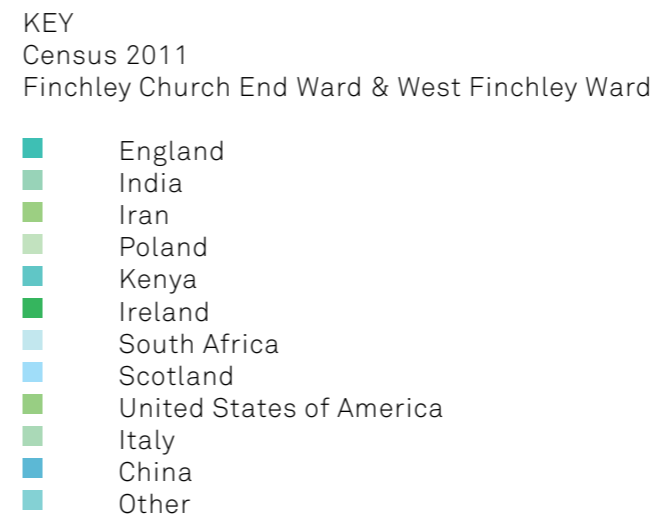 KEY
Census 2011
Finchley Church End Ward & West Finchley Ward
England
India
Iran
Poland
Kenya
Ireland
South Africa
Scotland
United States of America
Italy
China
Other